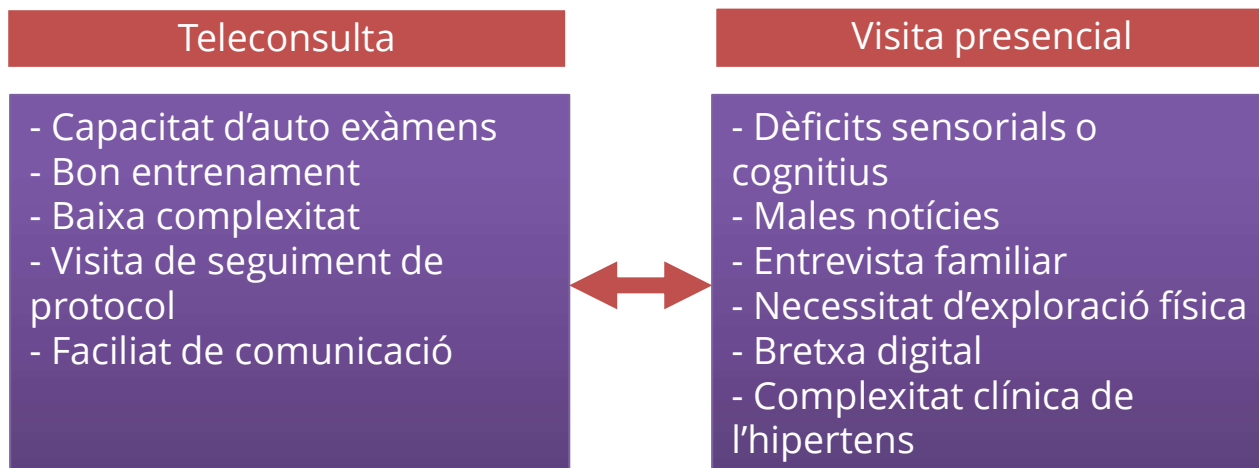 Teleconsulta
- Capacitat d'auto exàmens
- Bon entrenament
- Baixa complexitat
- Visita de seguiment de
protocol
- Faciliat de comunicació
Visita presencial
- Dèficits sensorials o
cognitius
- Males notícies
- Entrevista familiar
- Necessitat d'exploració física
- Bretxa digital
- Complexitat clínica de
l'hipertens